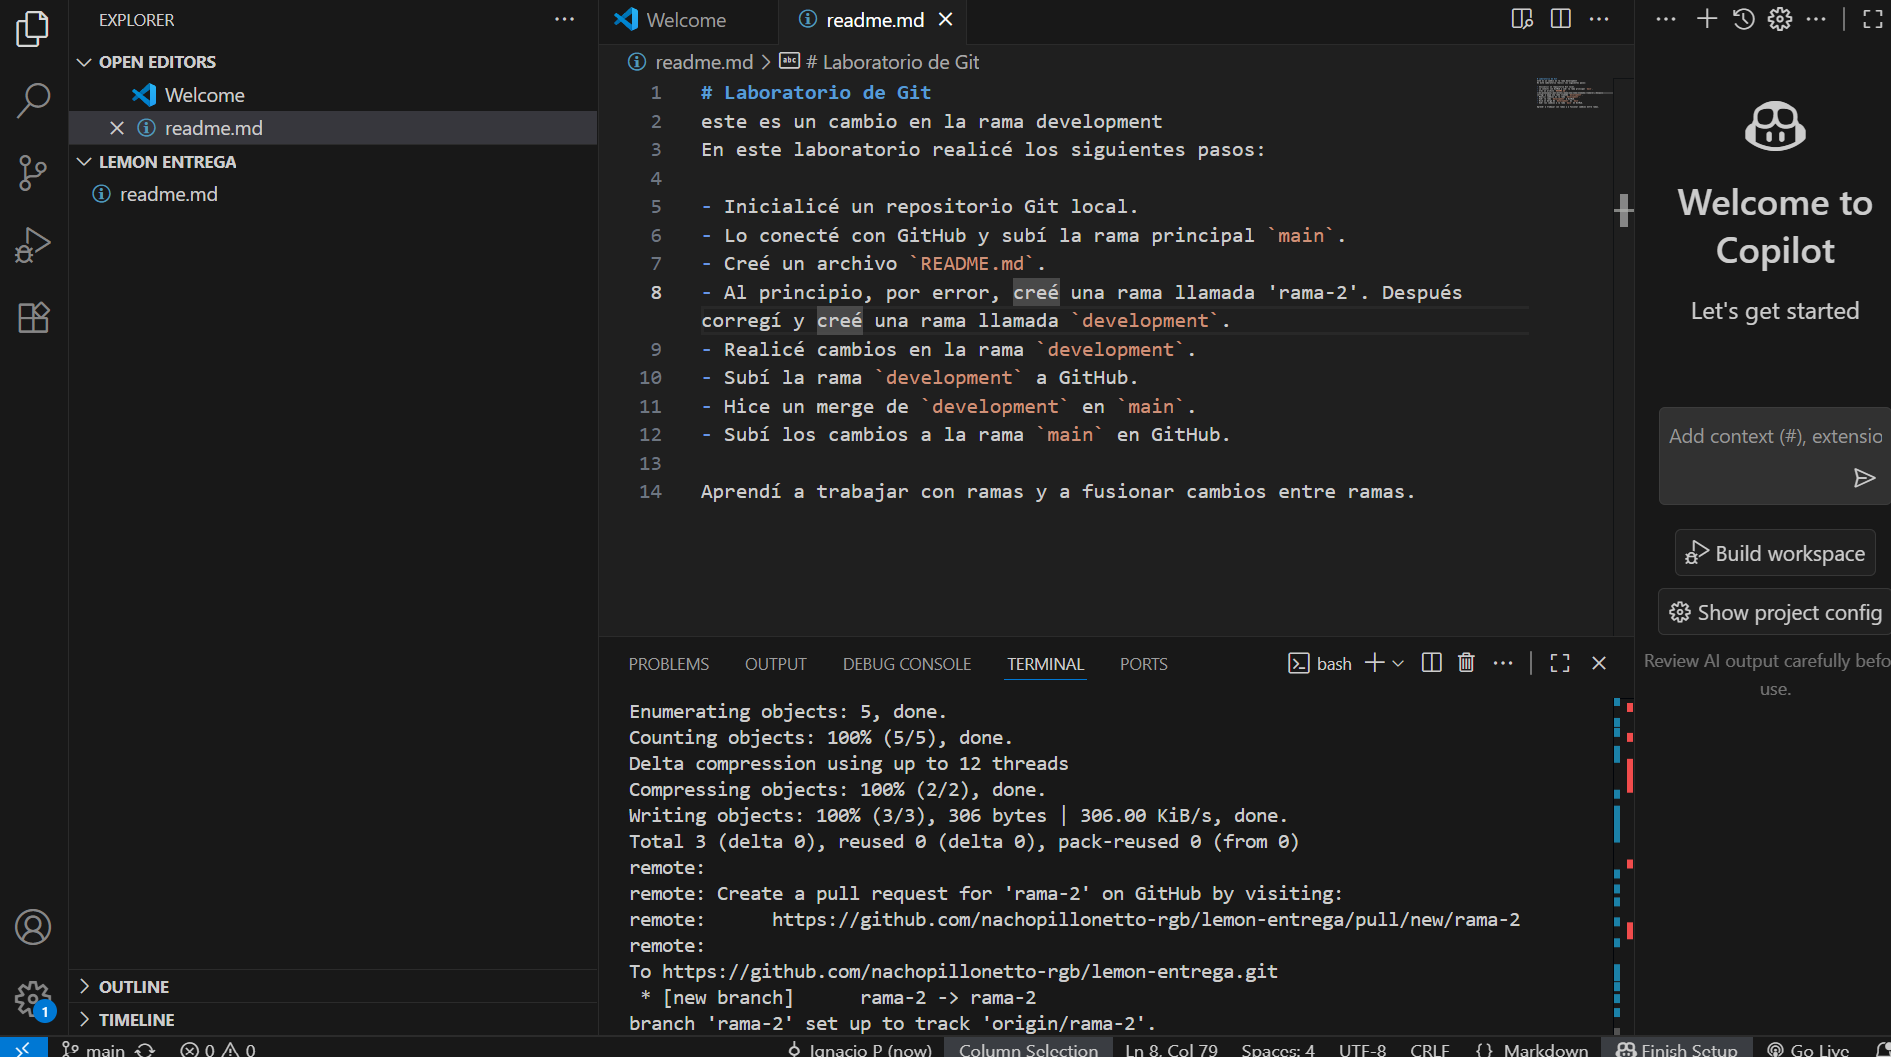 EXPLORER
OPEN EDITORS
Welcome
readme.md
LEMON ENTREGA
readme.md
OUTLINE
TIMELINE
Welcome
readme.md
readme.md > # Laboratorio de Git
1 # Laboratorio de Git
2 este es un cambio en la rama development
3 En este laboratorio realicé los siguientes pasos:
4
5 - Inicialicé un repositorio Git local.
6 - Lo conecté con GitHub y subí la rama principal `main`.
7 - Creé un archivo `README.md`.
8 - Al principio, por error, creé una rama llamada 'rama-2'. Después
corregí y creé una rama llamada `development`.
9 - Realicé cambios en la rama `development`.
10 - Subí la rama `development` a GitHub.
11 - Hice un merge de `development` en `main`.
12 - Subí los cambios a la rama `main` en GitHub.
13
14 Aprendí a trabajar con ramas y a fusionar cambios entre ramas.
PROBLEMS OUTPUT DEBUG CONSOLE TERMINAL PORTS
bash
Enumerating objects: 5, done.
Counting objects: 100% (5/5), done.
Delta compression using up to 12 threads
Compressing objects: 100% (2/2), done.
Writing objects: 100% (3/3), 306 bytes | 306.00 KiB/s, done.
Total 3 (delta 0), reused 0 (delta 0), pack-reused 0 (from 0)
remote:
remote: Create a pull request for 'rama-2' on GitHub by visiting:
remote:      https://github.com/nachopillonetto-rgb/lemon-entrega/pull/new/rama-2
remote:
To https://github.com/nachopillonetto-rgb/lemon-entrega.git
 * [new branch]      rama-2 -> rama-2
branch 'rama-2' set up to track 'origin/rama-2'.
Welcome to
Copilot
Let's get started
Add context (#), extensio
Build workspace
Show project config
Review AI output carefully befo
use.
1
main 0 0 Ignacio P (now) Column Selection Ln 8, Col 79 Spaces: 4 UTF-8 CRLF {} Markdown Finish Setup Go Live